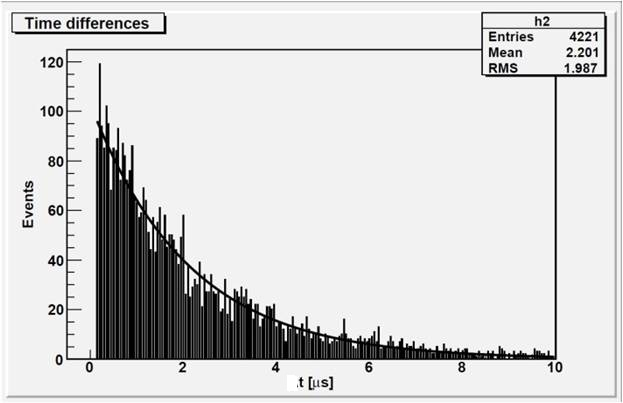 Time differences
h2
Entries 4221
Mean 2.201
RMS 1.987
120
100
80
60
40
20
0
Events
0 2 4 6 8 10
.t [μs]